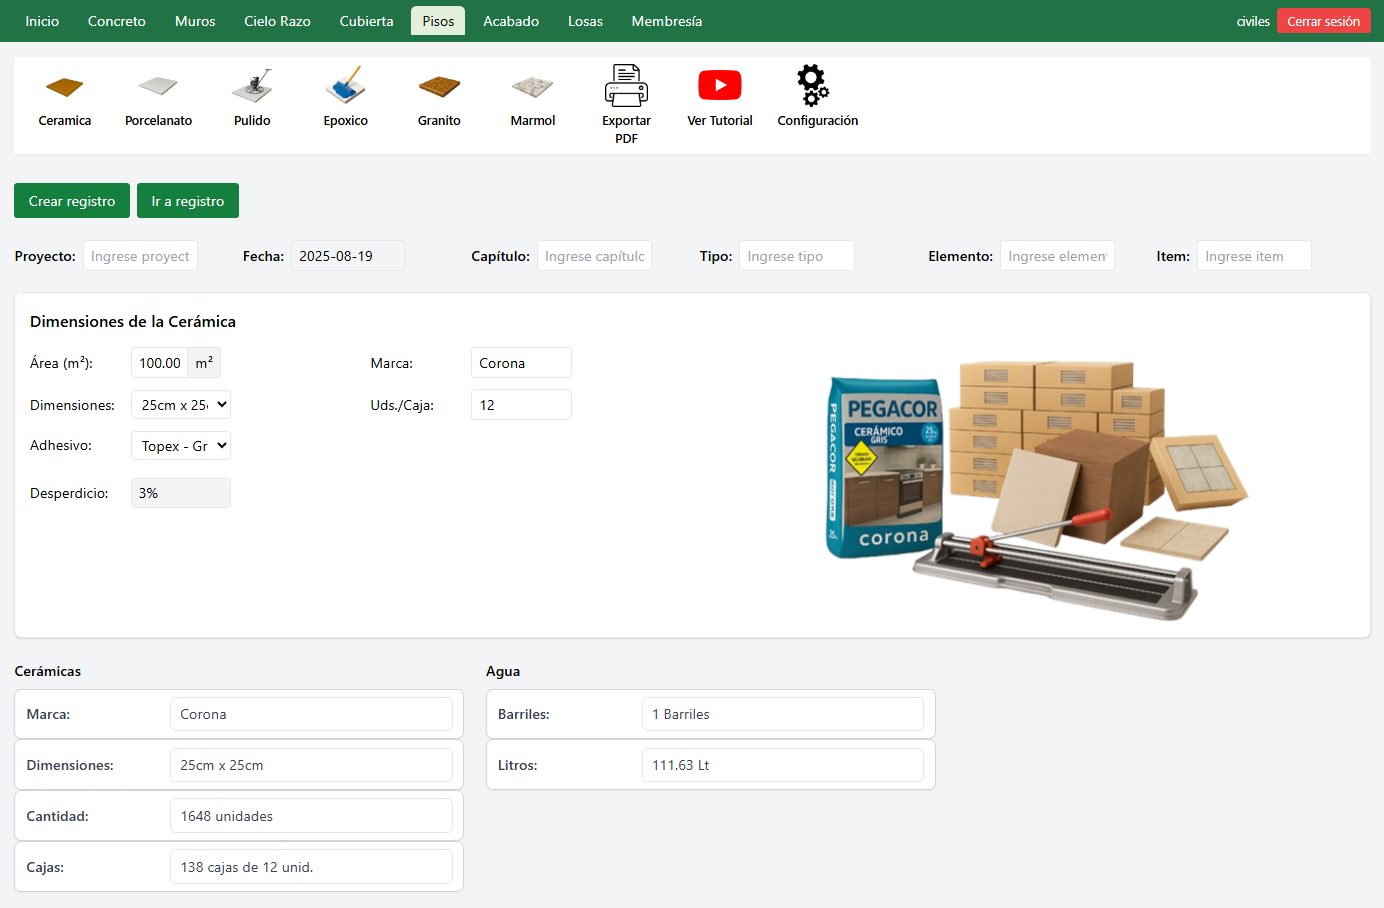 Inicio Concreto Muros Cielo Razo Cubierta Pisos Acabado Losas Membresía civiles Cerrar sesión
Ceramica Porcelanato Pulido Epoxico Granito Marmol Exportar PDF Ver Tutorial Configuración
Crear registro Ir a registro
Proyecto: Ingrese proyect Fecha: 2025-08-19 Capítulo: Ingrese capítulo Tipo: Ingrese tipo Elemento: Ingrese elemen Item: Ingrese item
Dimensiones de la Cerámica
Área (m²): 100.00 m² Marca: Corona
Dimensiones: 25cm x 25 Uds./Caja: 12
Adhesivo: Topex - Gr
Desperdicio: 3%
PEGACOR
PEGACOR
CERÁMICO
GRIS
25
corona
Cerámicas
Marca: Corona
Dimensiones: 25cm x 25cm
Cantidad: 1648 unidades
Cajas: 138 cajas de 12 unid.
Agua
Barriles: 1 Barriles
Litros: 111.63 Lt